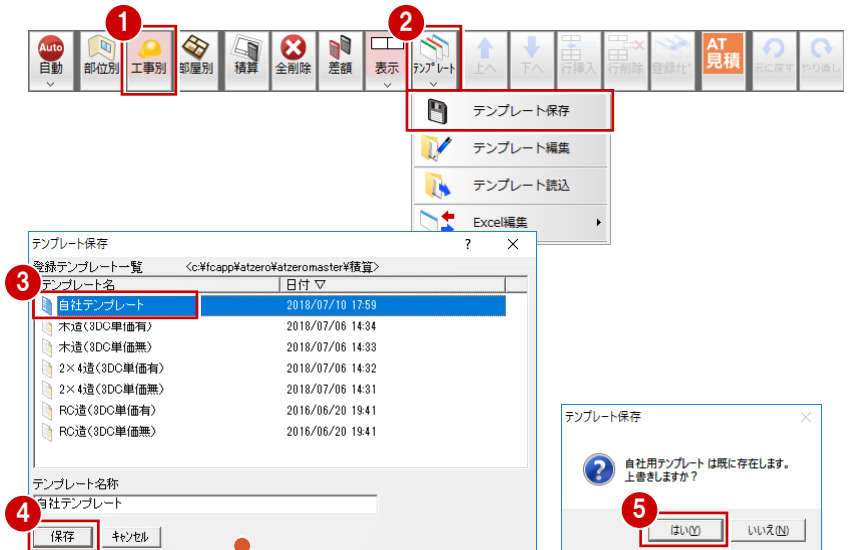 1
2
Auto
自動
部位別
工事別
部屋別
積算
全削除
差額
表示
ﾃﾝﾌﾟﾚｰﾄ
上へ
下へ
行挿入
行削除
登録ﾅﾋﾞ
AT
見積
元に戻す
やり直し
テンプレート保存
テンプレート編集
テンプレート読込
Excel編集
テンプレート保存
? ×
登録テンプレート一覧 <c:¥fcapp¥atzero¥atzeromaster¥積算>
3
テンプレート名 日付 ▽
自社テンプレート 2018/07/10 17:59
木造(3DC単価有) 2018/07/06 14:34
木造(3DC単価無) 2018/07/06 14:33
2×4造(3DC単価有) 2018/07/06 14:32
2×4造(3DC単価無) 2018/07/06 14:31
RC造(3DC単価有) 2016/06/20 19:41
RC造(3DC単価無) 2016/06/20 19:41
テンプレート名称
自社テンプレート
4
保存 ｷｬﾝｾﾙ
テンプレート保存 ×
自社用テンプレート は既に存在します。
上書きしますか？
5
はい(Y) いいえ(N)